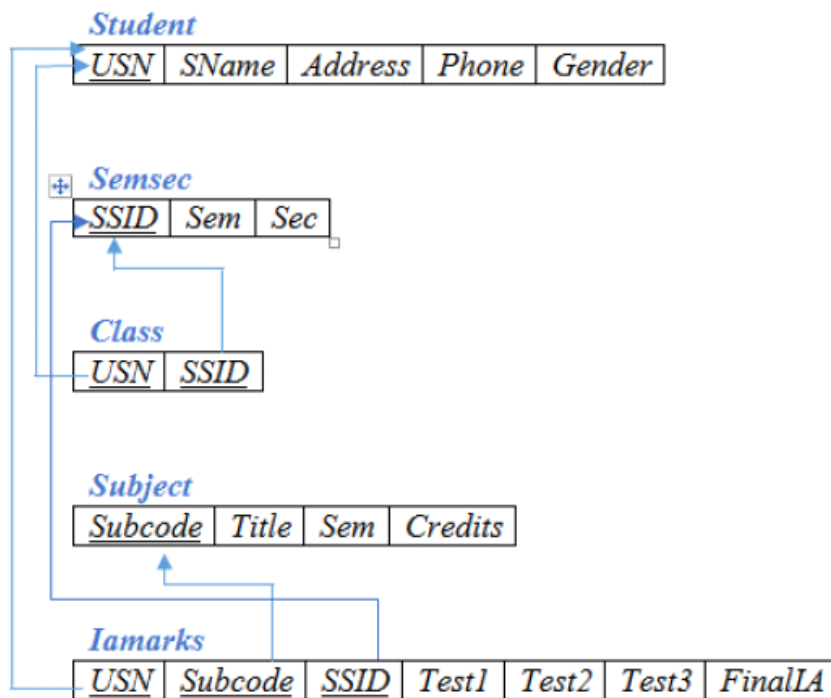 Student
USN SName Address Phone Gender
Semsec
SSID Sem Sec
Class
USN SSID
Subject
Subcode Title Sem Credits
Iamarks
USN Subcode SSID Test1 Test2 Test3 FinalIA